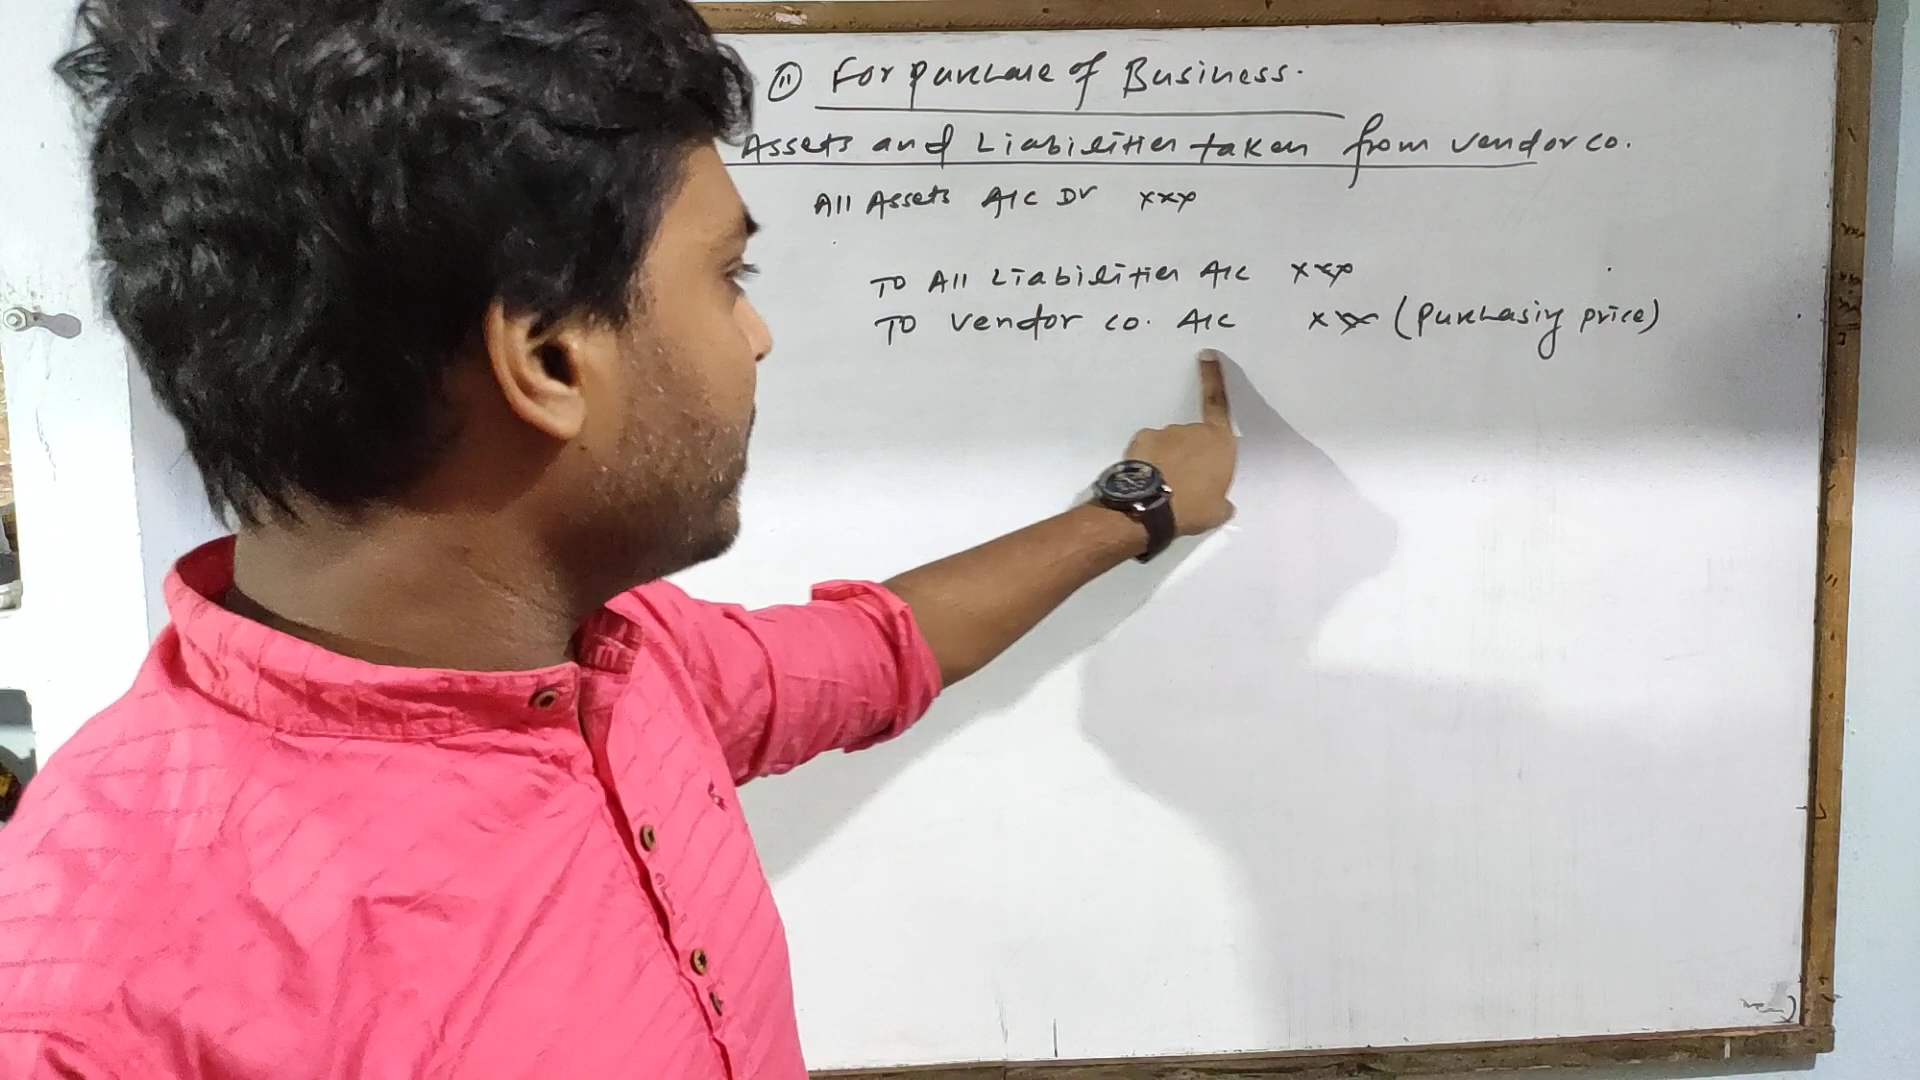 (11) For purchase of Business.
Assets and Liabilities taken from vendor co.
All Assets A/C Dr xxx
To All Liabilities A/C xxx
To vendor co. A/C xxx (purchasing price)